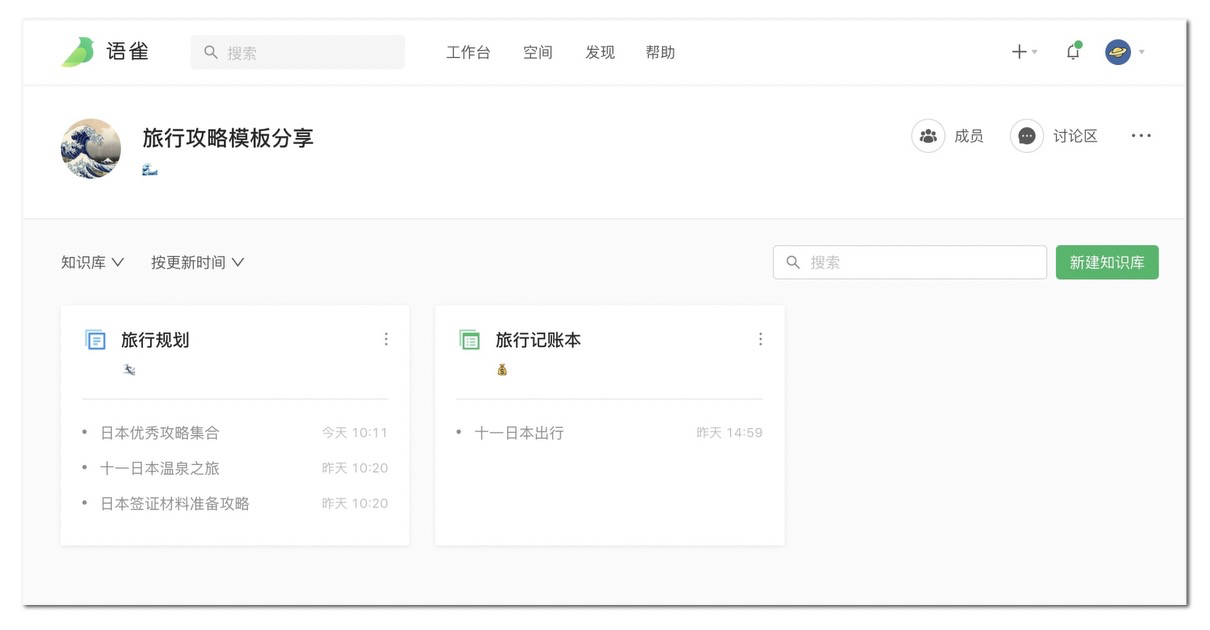 语雀 搜索 工作台 空间 发现 帮助
旅行攻略模板分享 成员 讨论区
知识库 按更新时间 搜索 新建知识库
旅行规划 旅行记账本
日本优秀攻略集合 今天 10:11 十一日本出行 昨天 14:59
十一日本温泉之旅 昨天 10:20
日本签证材料准备攻略 昨天 10:20